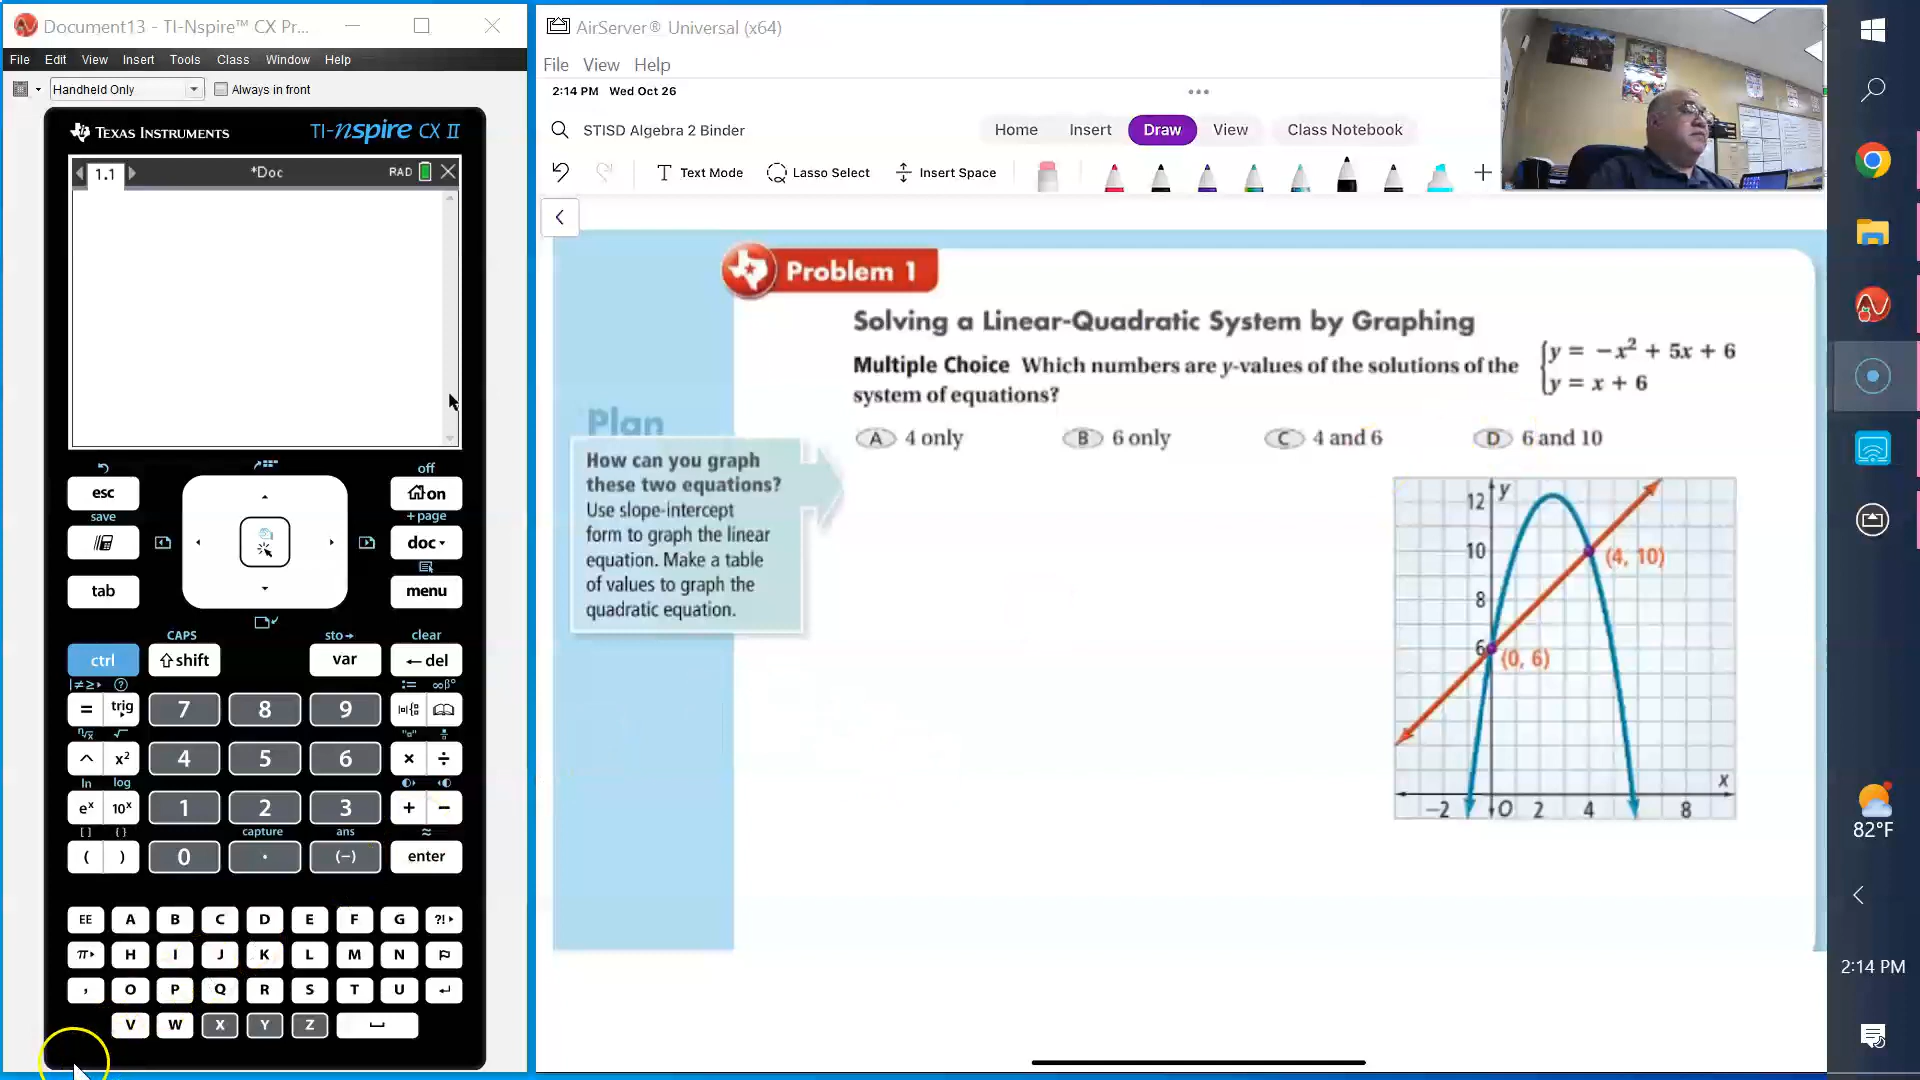 Document13 - TI-Nspire™ CX Pr...
File Edit View Insert Tools Class Window Help
Handheld Only
Always in front
TEXAS INSTRUMENTS
TI-nspire CX II
1.1
*Doc
RAD
off
esc
on
save
+page
doc
tab
menu
CAPS
sto→
clear
ctrl
shift
var
del
= trig 7 8 9
^ x² 4 5 6 × ÷
ln log
eˣ 10ˣ 1 2 3 + −
[ ] { } capture ans ≈
( ) 0 . (−) enter
EE A B C D E F G ?!
π H I J K L M N
, O P Q R S T U
V W X Y Z
AirServer® Universal (x64)
File View Help
2:14 PM Wed Oct 26
STISD Algebra 2 Binder
Home Insert Draw View Class Notebook
Text Mode
Lasso Select
Insert Space
Problem 1
Solving a Linear-Quadratic System by Graphing
Multiple Choice Which numbers are y-values of the solutions of the
system of equations?
y = −x² + 5x + 6
y = x + 6
A 4 only
B 6 only
C 4 and 6
D 6 and 10
Plan
How can you graph
these two equations?
Use slope-intercept
form to graph the linear
equation. Make a table
of values to graph the
quadratic equation.
12
y
10
(4, 10)
8
6
(0, 6)
x
−2 O 2 4 8
82°F
2:14 PM